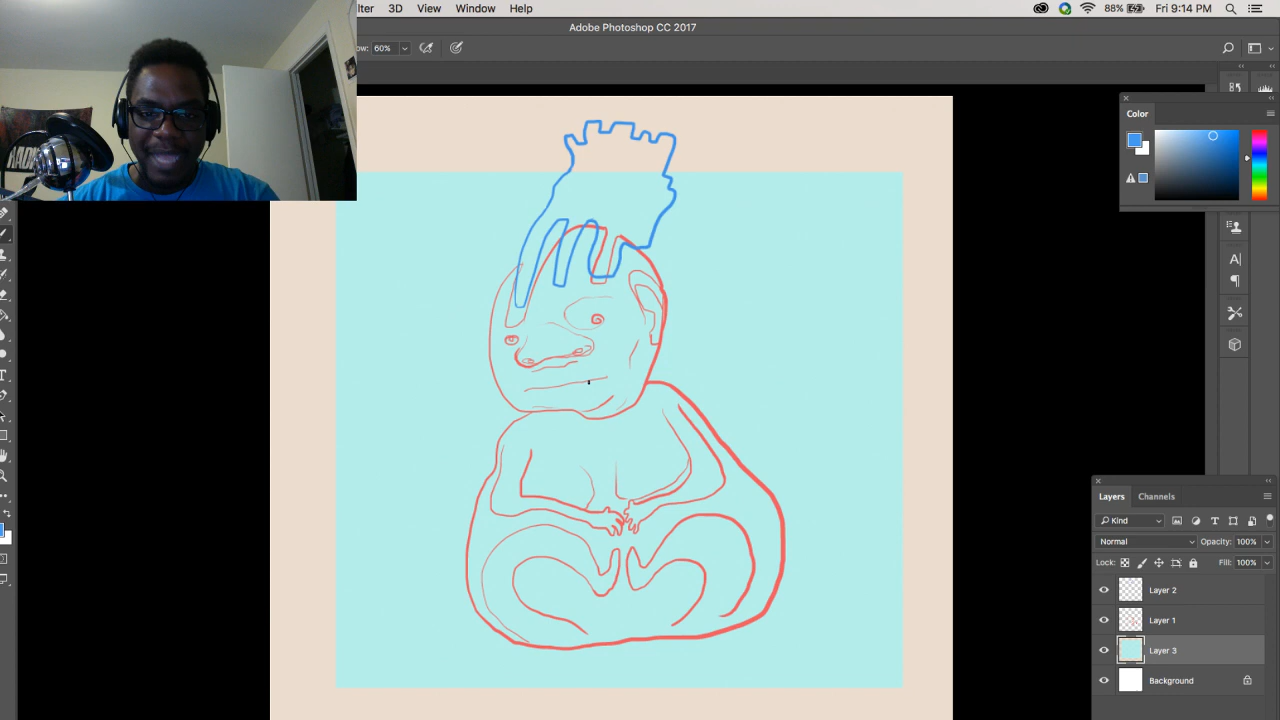 lter 3D View Window Help 88% Fri 9:14 PM
Adobe Photoshop CC 2017
ow: 60%
Color
Layers Channels
Kind
Normal Opacity: 100%
Lock: Fill: 100%
Layer 2
Layer 1
Layer 3
Background